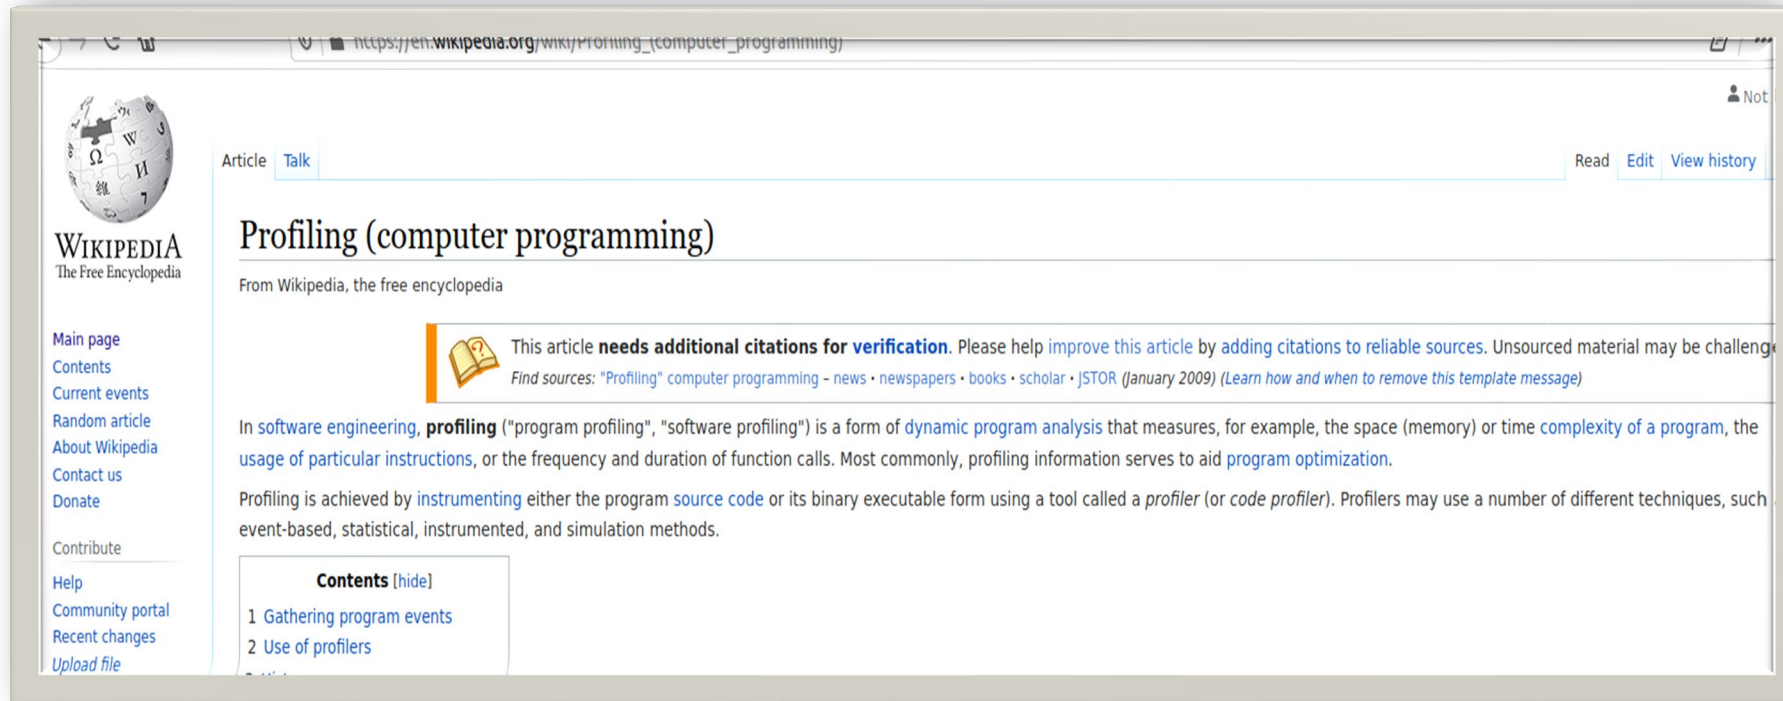 https://en.wikipedia.org/wiki/Profiling_(computer_programming)
Not
Article Talk
Read Edit View history
WIKIPEDIA
The Free Encyclopedia
Profiling (computer programming)
From Wikipedia, the free encyclopedia
Main page
Contents
Current events
Random article
About Wikipedia
Contact us
Donate
Contribute
Help
Community portal
Recent changes
Upload file
This article needs additional citations for verification. Please help improve this article by adding citations to reliable sources. Unsourced material may be
Find sources: "Profiling" computer programming – news • newspapers • books • scholar • JSTOR (January 2009) (Learn how and when to remove this template message)
In software engineering, profiling ("program profiling", "software profiling") is a form of dynamic program analysis that measures, for example, the space (memory) or time complexity of a program, the
usage of particular instructions, or the frequency and duration of function calls. Most commonly, profiling information serves to aid program optimization.
Profiling is achieved by instrumenting either the program source code or its binary executable form using a tool called a profiler (or code profiler). Profilers may use a number of different techniques, such
event-based, statistical, instrumented, and simulation methods.
Contents [hide]
1 Gathering program events
2 Use of profilers